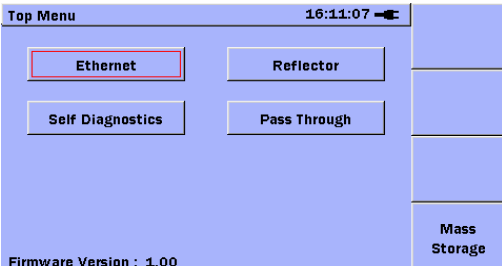 Top Menu 16:11:07
Ethernet Reflector
Self Diagnostics Pass Through
Mass
Storage
Firmware Version : 1.00